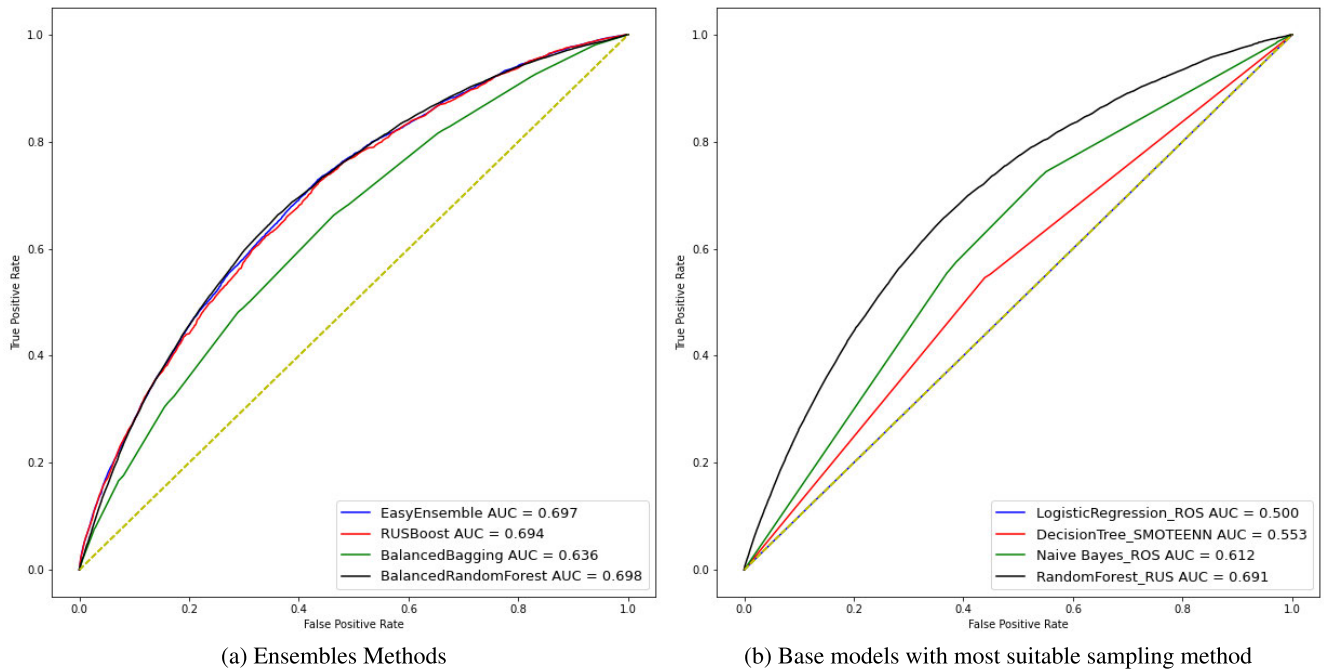 1.0
0.8
0.6
0.4
0.2
0.0
True Positive Rate
EasyEnsemble AUC = 0.697
RUSBoost AUC = 0.694
BalancedBagging AUC = 0.636
BalancedRandomForest AUC = 0.698
0.0 0.2 0.4 0.6 0.8 1.0
False Positive Rate
(a) Ensembles Methods
1.0
0.8
0.6
0.4
0.2
0.0
True Positive Rate
LogisticRegression_ROS AUC = 0.500
DecisionTree_SMOTEENN AUC = 0.553
Naive Bayes_ROS AUC = 0.612
RandomForest_RUS AUC = 0.691
0.0 0.2 0.4 0.6 0.8 1.0
False Positive Rate
(b) Base models with most suitable sampling method